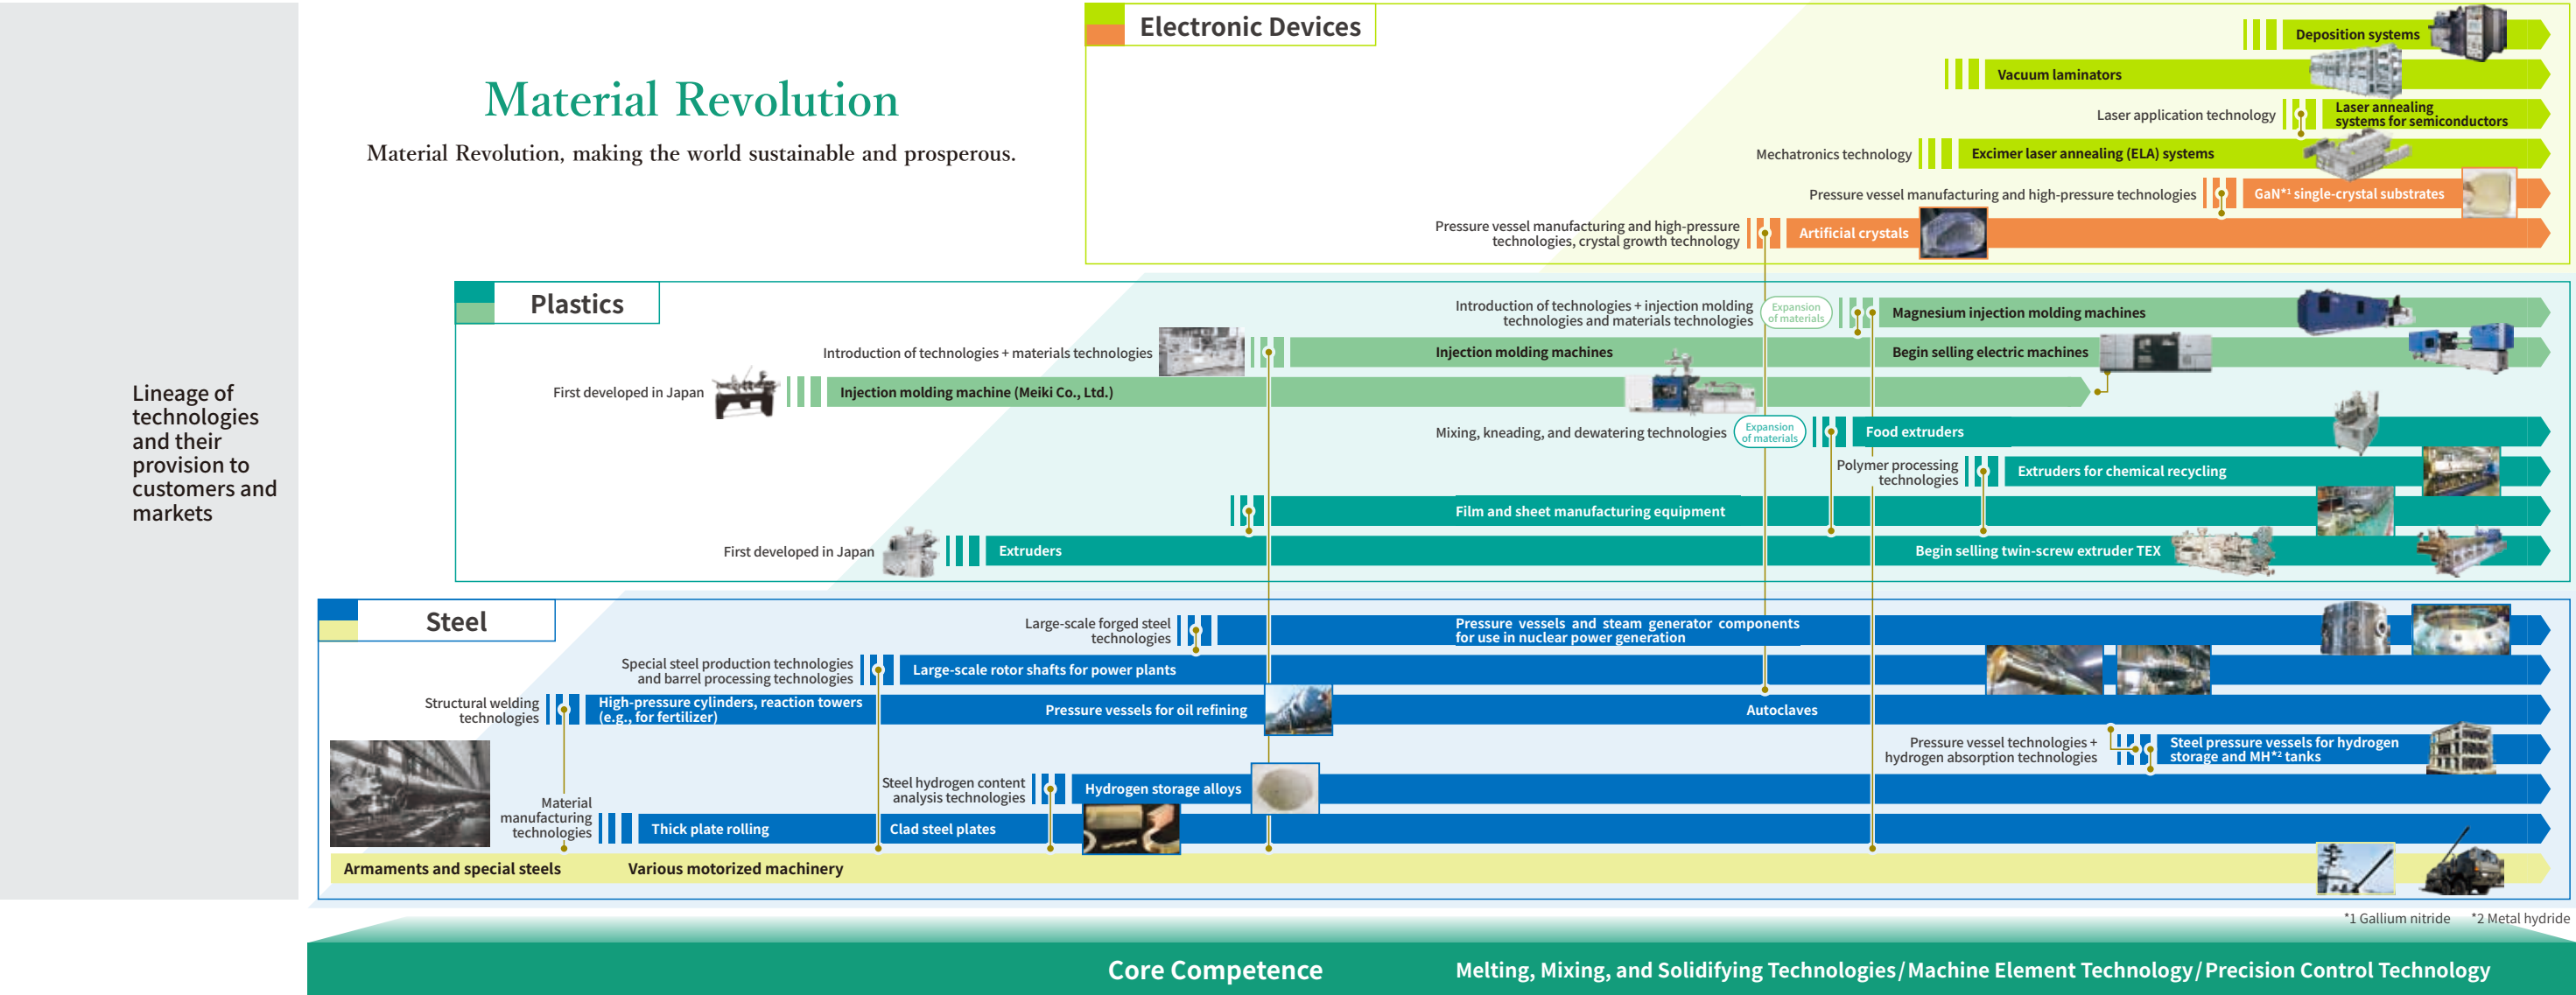 Lineage of
technologies
and their
provision to
customers and
markets
Material Revolution
Material Revolution, making the world sustainable and prosperous.
Electronic Devices
Deposition systems
Vacuum laminators
Laser application technology
Laser annealing
systems for semiconductors
Mechatronics technology
Excimer laser annealing (ELA) systems
Pressure vessel manufacturing and high-pressure technologies
GaN*1 single-crystal substrates
Pressure vessel manufacturing and high-pressure
technologies, crystal growth technology
Artificial crystals
Plastics
Introduction of technologies + injection molding
technologies and materials technologies
Expansion
of materials
Magnesium injection molding machines
Introduction of technologies + materials technologies
Injection molding machines
Begin selling electric machines
First developed in Japan
Injection molding machine (Meiki Co., Ltd.)
Mixing, kneading, and dewatering technologies
Expansion
of materials
Food extruders
Polymer processing
technologies
Extruders for chemical recycling
Film and sheet manufacturing equipment
First developed in Japan
Extruders
Begin selling twin-screw extruder TEX
Steel
Large-scale forged steel
technologies
Pressure vessels and steam generator components
for use in nuclear power generation
Special steel production technologies
and barrel processing technologies
Large-scale rotor shafts for power plants
Structural welding
technologies
High-pressure cylinders, reaction towers
(e.g., for fertilizer)
Pressure vessels for oil refining
Autoclaves
Pressure vessel technologies +
hydrogen absorption technologies
Steel pressure vessels for hydrogen
storage and MH*2 tanks
Steel hydrogen content
analysis technologies
Hydrogen storage alloys
Material
manufacturing
technologies
Thick plate rolling
Clad steel plates
Armaments and special steels
Various motorized machinery
*1 Gallium nitride
*2 Metal hydride
Core Competence
Melting, Mixing, and Solidifying Technologies/Machine Element Technology/Precision Control Technology